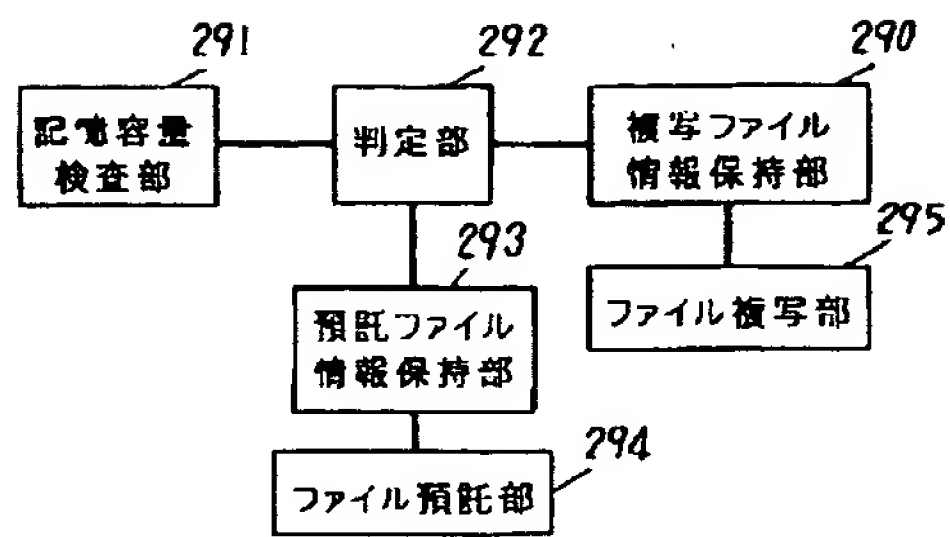 291
記憶容量
検査部
292
判定部
290
複写ファイル
情報保持部
295
ファイル複写部
293
預託ファイル
情報保持部
294
ファイル預託部